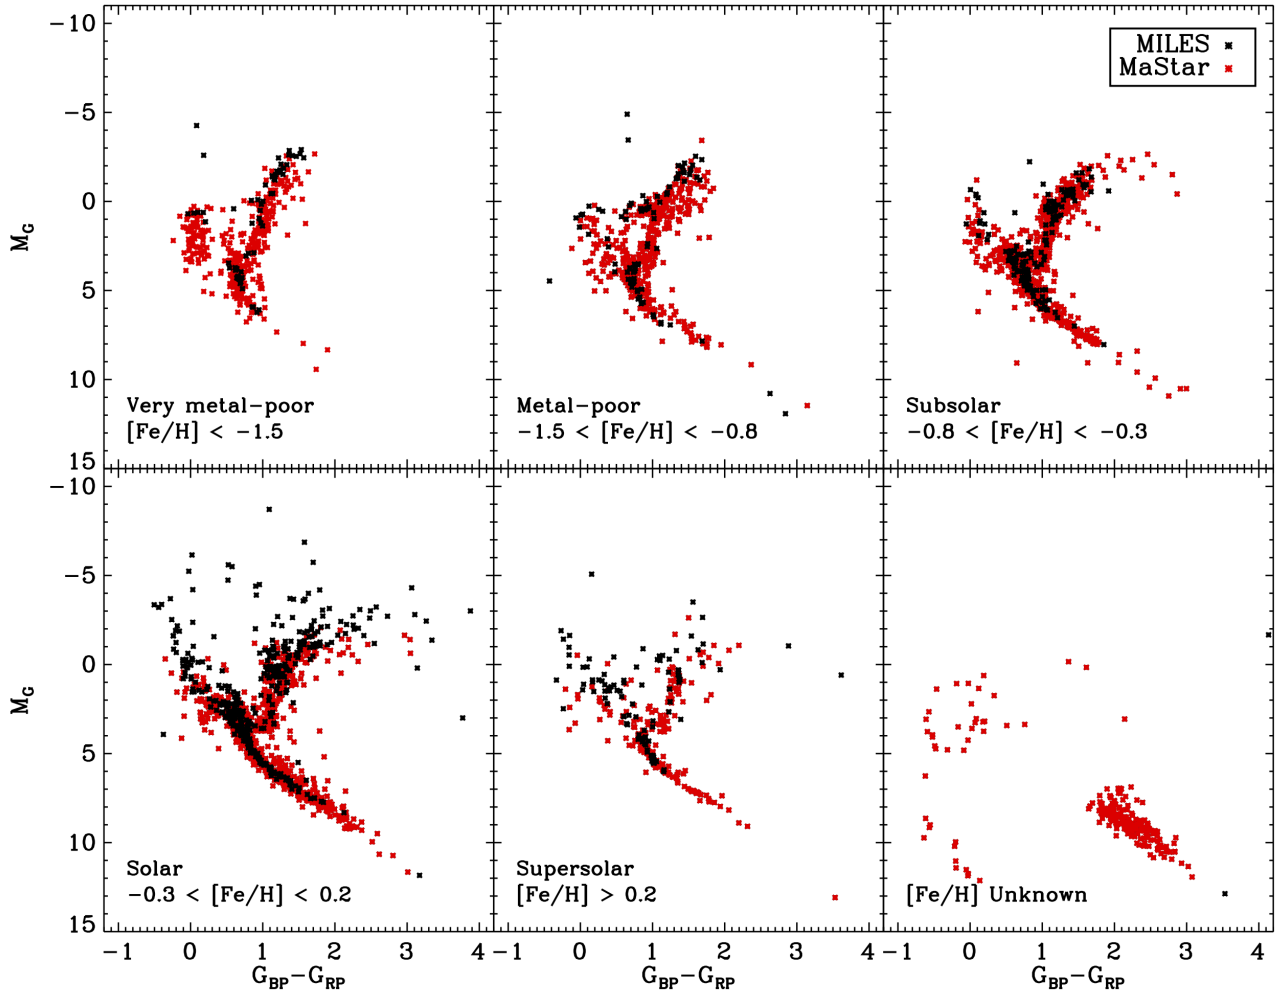 −10
−5
0
5
10
15
M_G
Very metal−poor
[Fe/H] < −1.5
Metal−poor
−1.5 < [Fe/H] < −0.8
MILES
MaStar
Subsolar
−0.8 < [Fe/H] < −0.3
−10
−5
0
5
10
15
M_G
Solar
−0.3 < [Fe/H] < 0.2
Supersolar
[Fe/H] > 0.2
[Fe/H] Unknown
−1 0 1 2 3 4 −1 0 1 2 3 4 −1 0 1 2 3 4
G_BP−G_RP G_BP−G_RP G_BP−G_RP